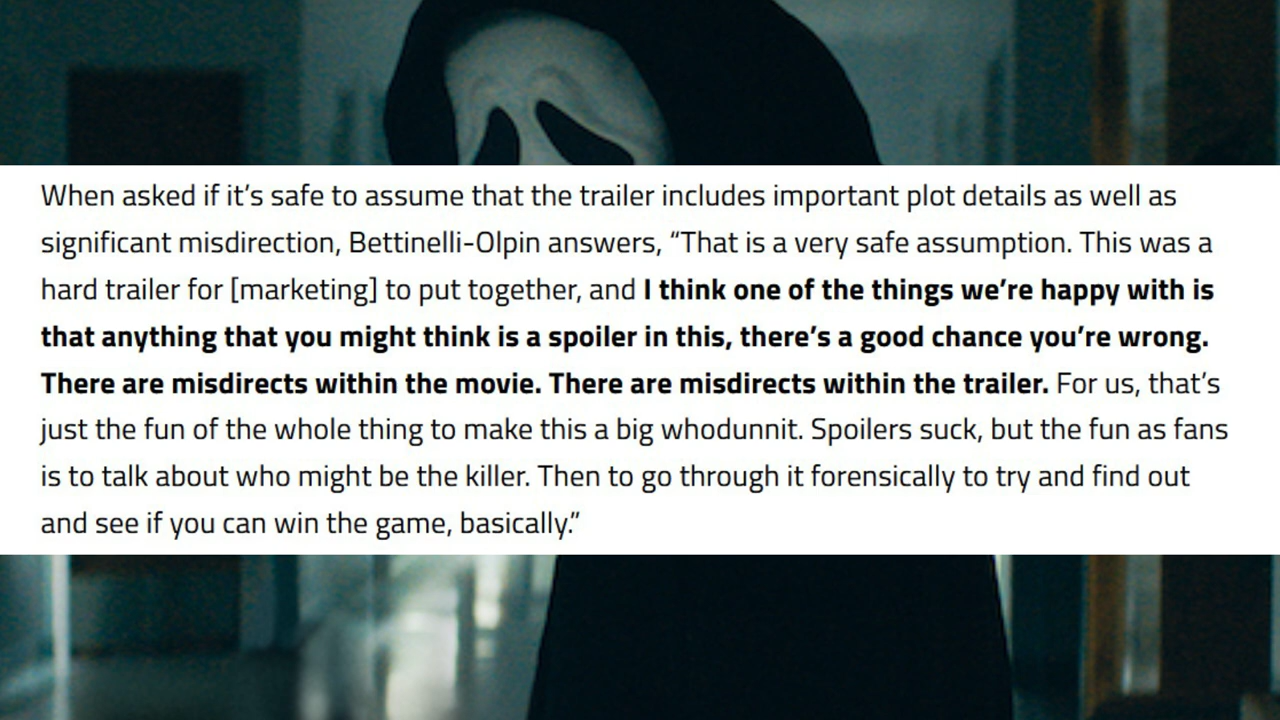 When asked if it’s safe to assume that the trailer includes important plot details as well as
significant misdirection, Bettinelli-Olpin answers, “That is a very safe assumption. This was a
hard trailer for [marketing] to put together, and I think one of the things we’re happy with is
that anything that you might think is a spoiler in this, there’s a good chance you’re wrong.
There are misdirects within the movie. There are misdirects within the trailer. For us, that’s
just the fun of the whole thing to make this a big whodunnit. Spoilers suck, but the fun as fans
is to talk about who might be the killer. Then to go through it forensically to try and find out
and see if you can win the game, basically.”